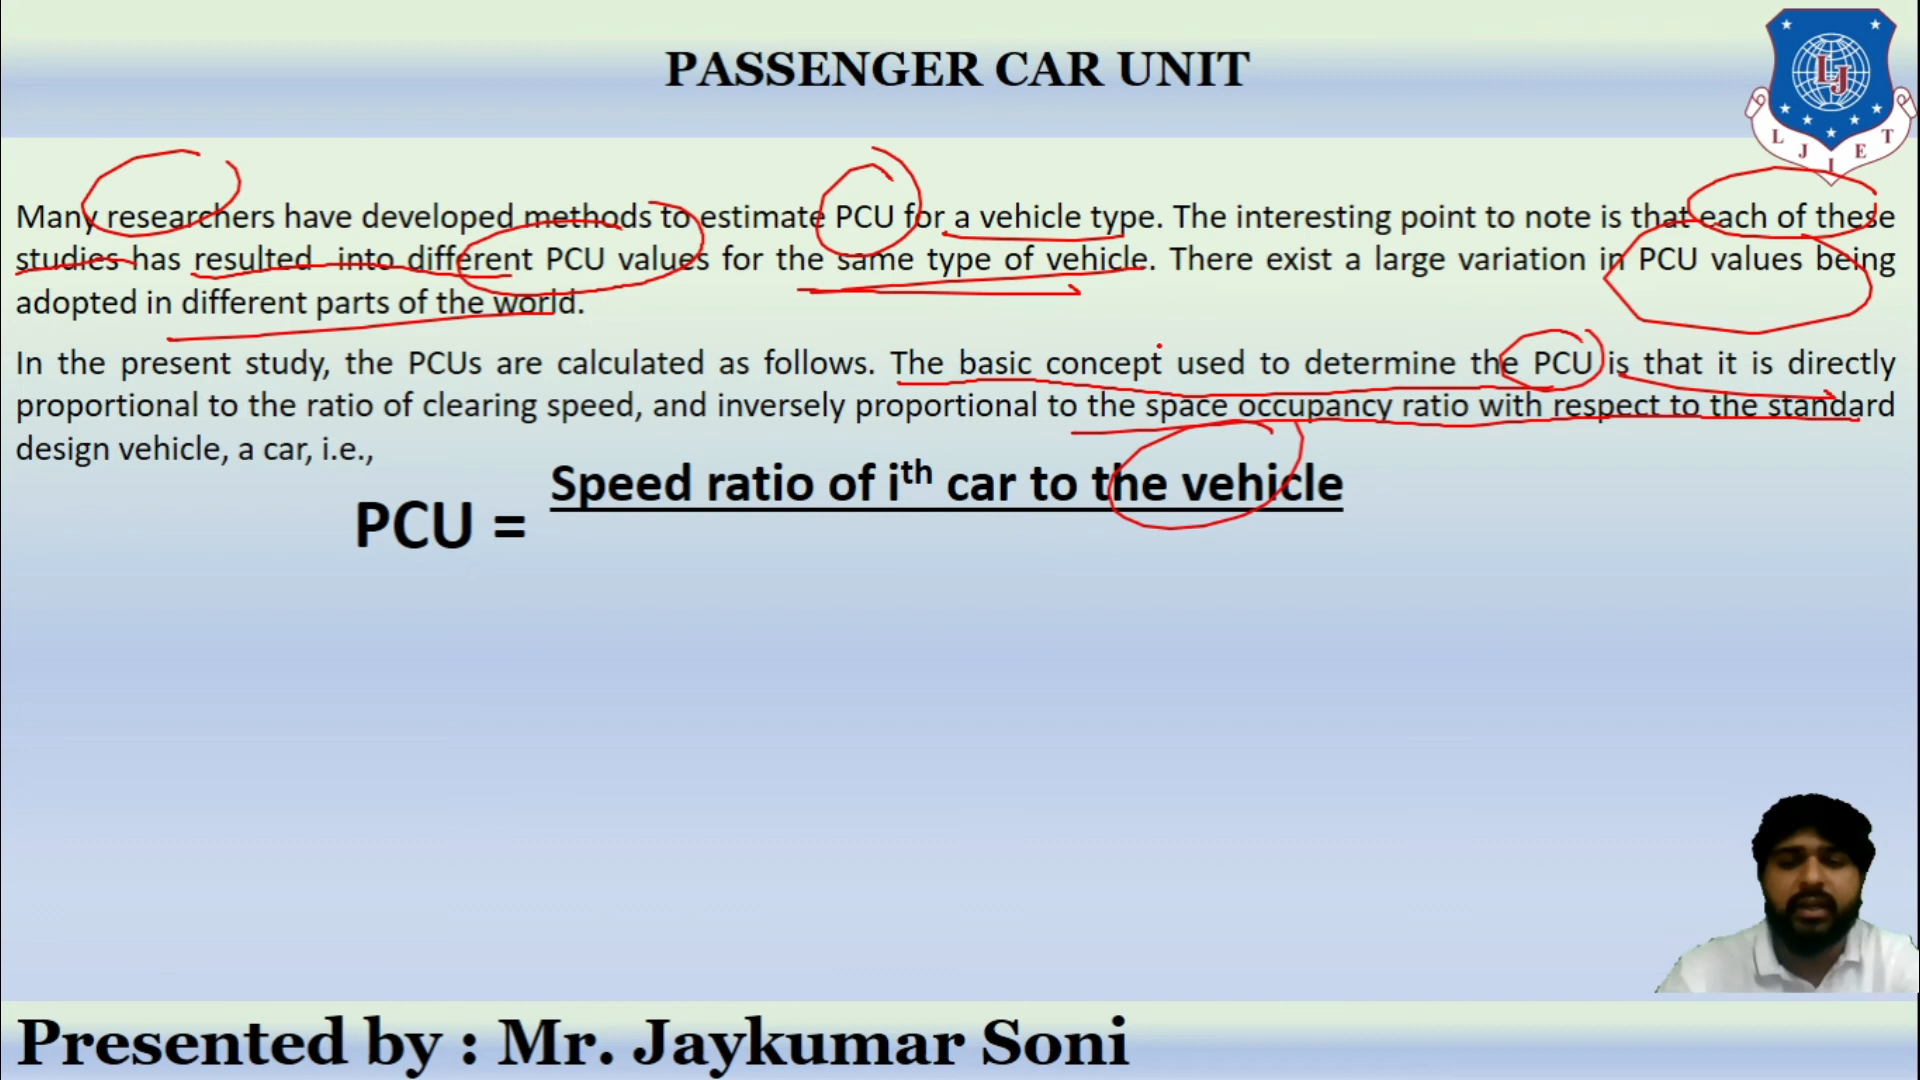 PASSENGER CAR UNIT
LJ
L J I E T
Many researchers have developed methods to estimate PCU for a vehicle type. The interesting point to note is that each of these
studies has resulted into different PCU values for the same type of vehicle. There exist a large variation in PCU values being
adopted in different parts of the world.
In the present study, the PCUs are calculated as follows. The basic concept used to determine the PCU is that it is directly
proportional to the ratio of clearing speed, and inversely proportional to the space occupancy ratio with respect to the standard
design vehicle, a car, i.e.,
Speed ratio of iᵗʰ car to the vehicle
PCU =
Presented by : Mr. Jaykumar Soni